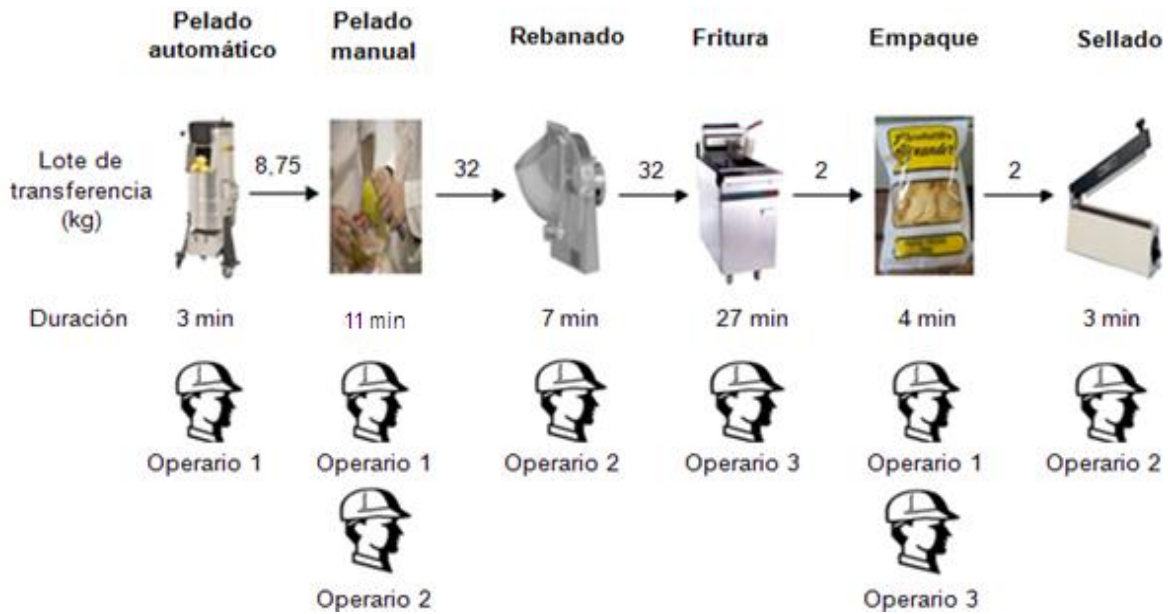 Pelado
automático
Pelado
manual
Rebanado
Fritura
Empaque
Sellado
Lote de
transferencia
(kg)
8,75
32
32
2
2
Duración
3 min
11 min
7 min
27 min
4 min
3 min
Operario 1
Operario 1
Operario 2
Operario 3
Operario 1
Operario 2
Operario 2
Operario 3